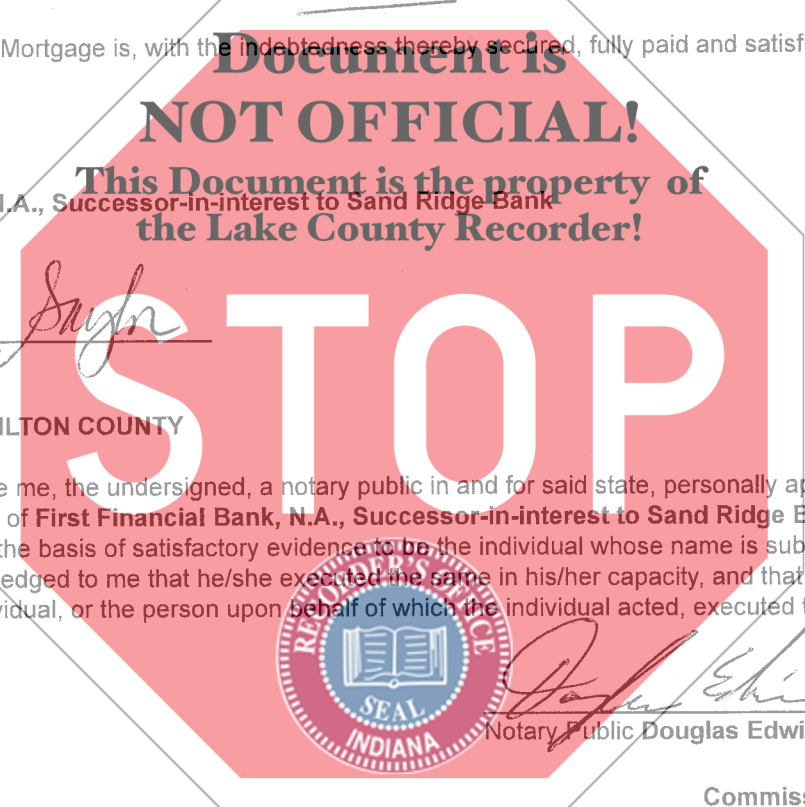 Mortgage is, with the indebtedness thereby secured, fully paid and satisf
Document is
NOT OFFICIAL!
This Document is the property of
N.A., Successor-in-interest to Sand Ridge Bank
the Lake County Recorder!
Saylor
STOP
ILTON COUNTY
e me, the undersigned, a notary public in and for said state, personally ap
of First Financial Bank, N.A., Successor-in-interest to Sand Ridge B
the basis of satisfactory evidence to be the individual whose name is sub
edged to me that he/she executed the same in his/her capacity, and that
vidual, or the person upon behalf of which the individual acted, executed t
RECORDER'S OFFICE
SEAL
INDIANA
Notary Public Douglas Edwi
Commiss